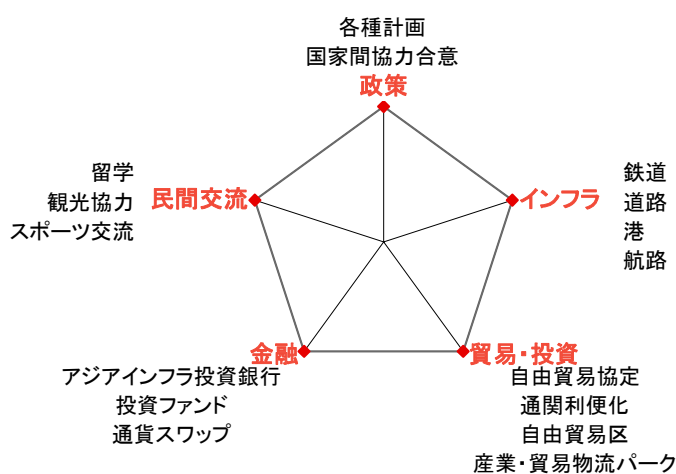 各種計画
国家間協力合意
政策
留学
観光協力
スポーツ交流
民間交流
インフラ
鉄道
道路
港
航路
金融
アジアインフラ投資銀行
投資ファンド
通貨スワップ
貿易・投資
自由貿易協定
通関利便化
自由貿易区
産業・貿易物流パーク